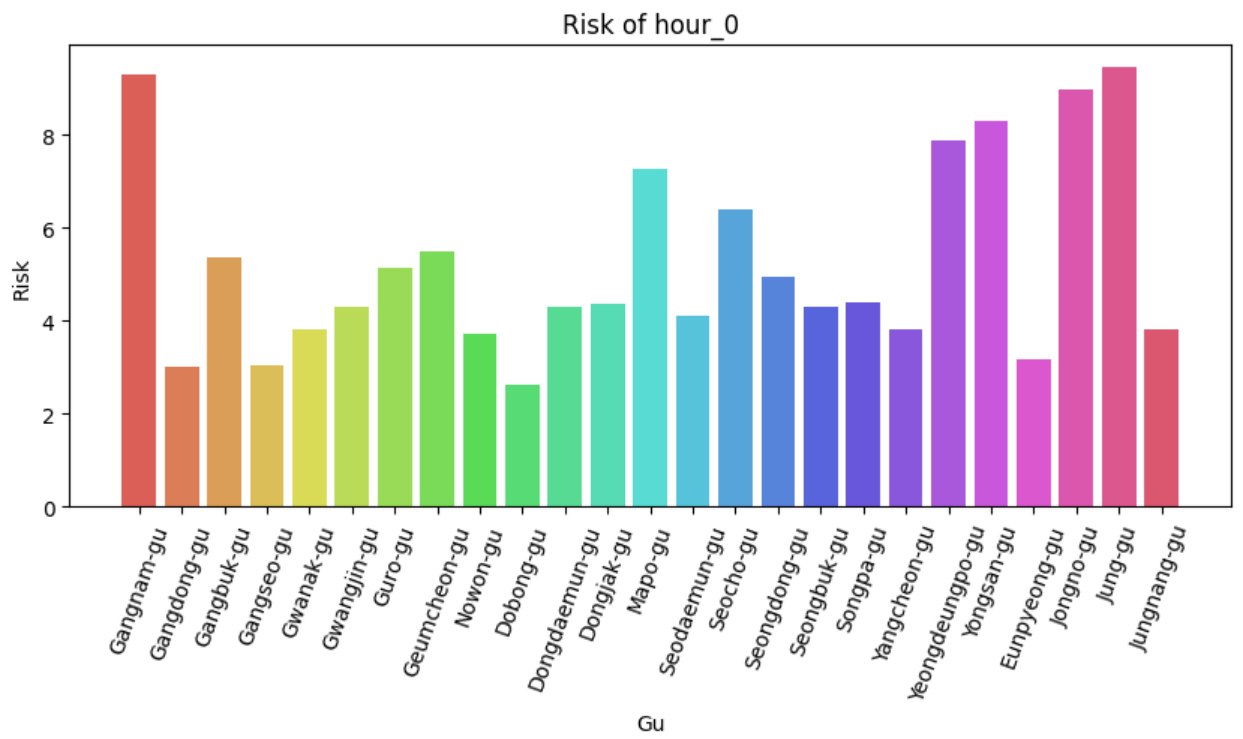 Risk of hour_0
Risk
8
6
4
2
0
Gangnam-gu
Gangdong-gu
Gangbuk-gu
Gangseo-gu
Gwanak-gu
Gwangjin-gu
Guro-gu
Geumcheon-gu
Nowon-gu
Dobong-gu
Dongdaemun-gu
Dongjak-gu
Mapo-gu
Seodaemun-gu
Seocho-gu
Seongdong-gu
Seongbuk-gu
Songpa-gu
Yangcheon-gu
Yeongdeungpo-gu
Yongsan-gu
Eunpyeong-gu
Jongno-gu
Jung-gu
Jungnang-gu
Gu